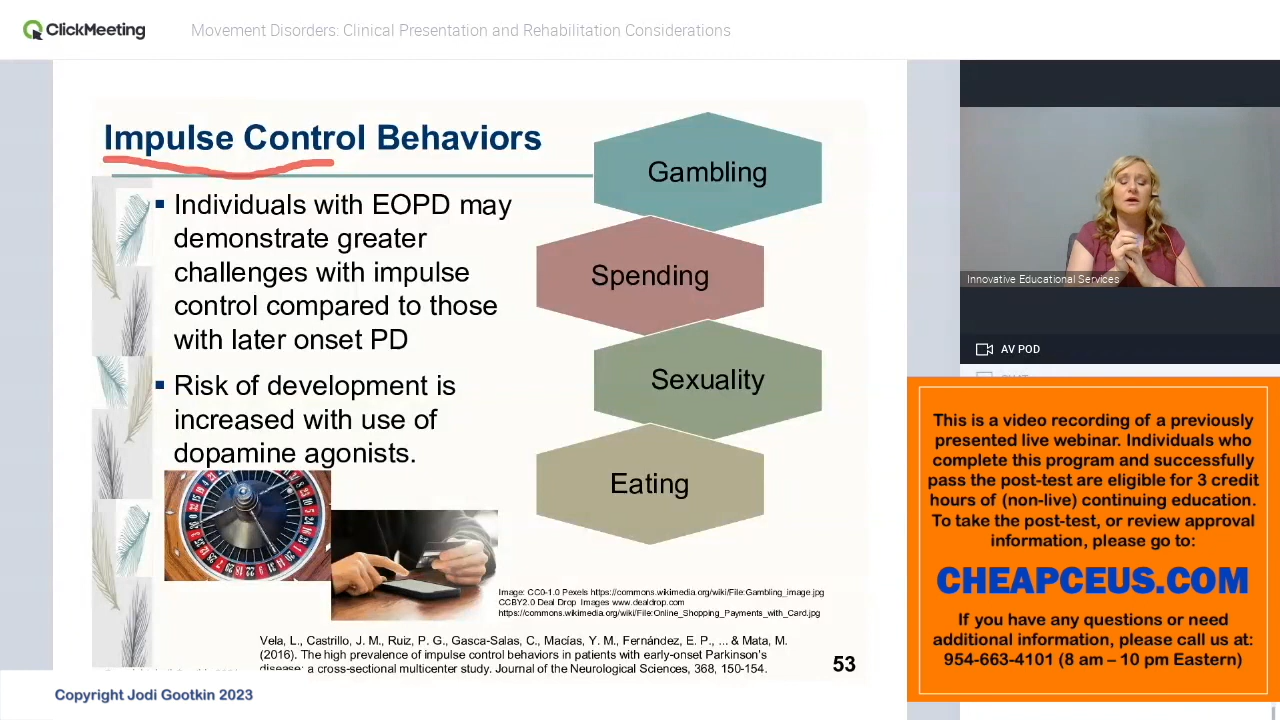 ClickMeeting
Movement Disorders: Clinical Presentation and Rehabilitation Considerations
Impulse Control Behaviors
▪ Individuals with EOPD may
demonstrate greater
challenges with impulse
control compared to those
with later onset PD
▪ Risk of development is
increased with use of
dopamine agonists.
Gambling
Spending
Sexuality
Eating
Image: CC0-1.0 Pexels https://commons.wikimedia.org/wiki/File:Gambling_image.jpg
CCBY2.0 Deal Drop Images www.dealdrop.com
https://commons.wikimedia.org/wiki/File:Online_Shopping_Payments_with_Card.jpg
Vela, L., Castrillo, J. M., Ruiz, P. G., Gasca-Salas, C., Macías, Y. M., Fernández, E. P., ... & Mata, M.
(2016). The high prevalence of impulse control behaviors in patients with early-onset Parkinson's
disease: a cross-sectional multicenter study. Journal of the Neurological Sciences, 368, 150-154.
53
Copyright Jodi Gootkin 2023
Innovative Educational Services
AV POD
This is a video recording of a previously
presented live webinar. Individuals who
complete this program and successfully
pass the post-test are eligible for 3 credit
hours of (non-live) continuing education.
To take the post-test, or review approval
information, please go to:
CHEAPCEUS.COM
If you have any questions or need
additional information, please call us at:
954-663-4101 (8 am – 10 pm Eastern)